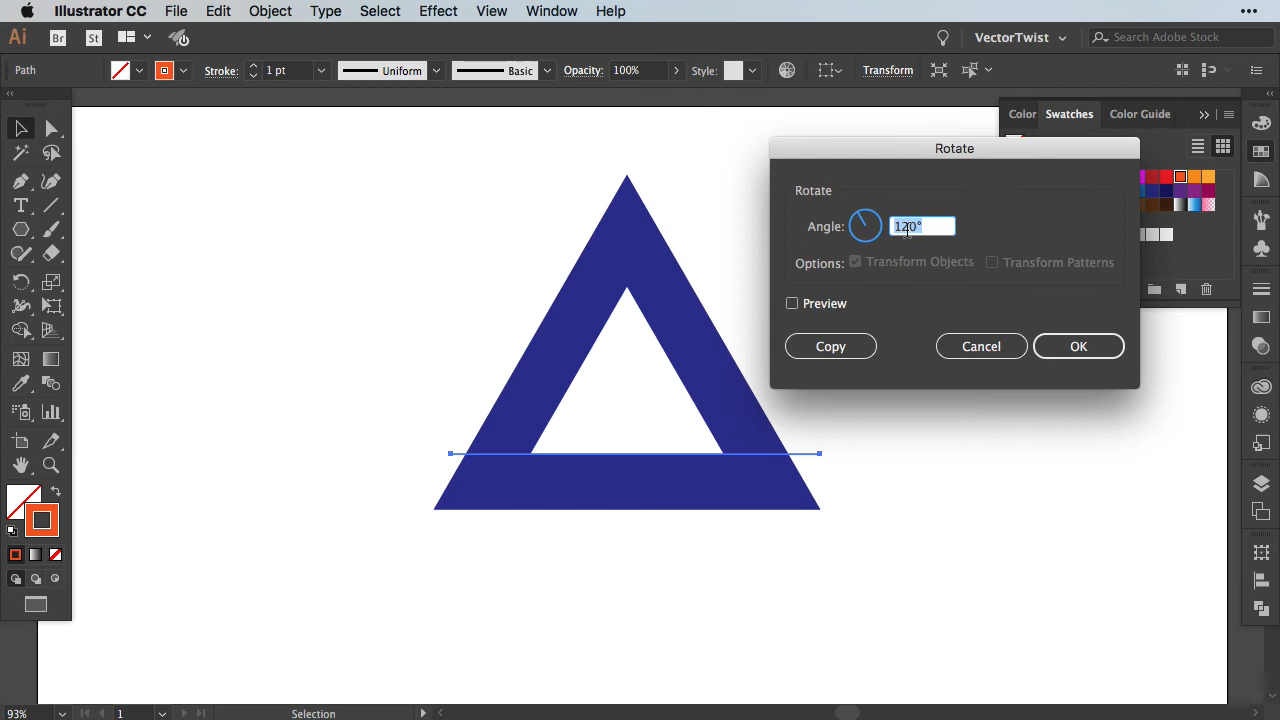 Illustrator CC File Edit Object Type Select Effect View Window Help
Ai Br St VectorTwist Search Adobe Stock
Path Stroke: 1 pt Uniform Basic Opacity: 100% Style: Transform
Color Swatches Color Guide
Rotate
Rotate
Angle: 120°
Options: Transform Objects Transform Patterns
Preview
Copy Cancel OK
93% 1 Selection